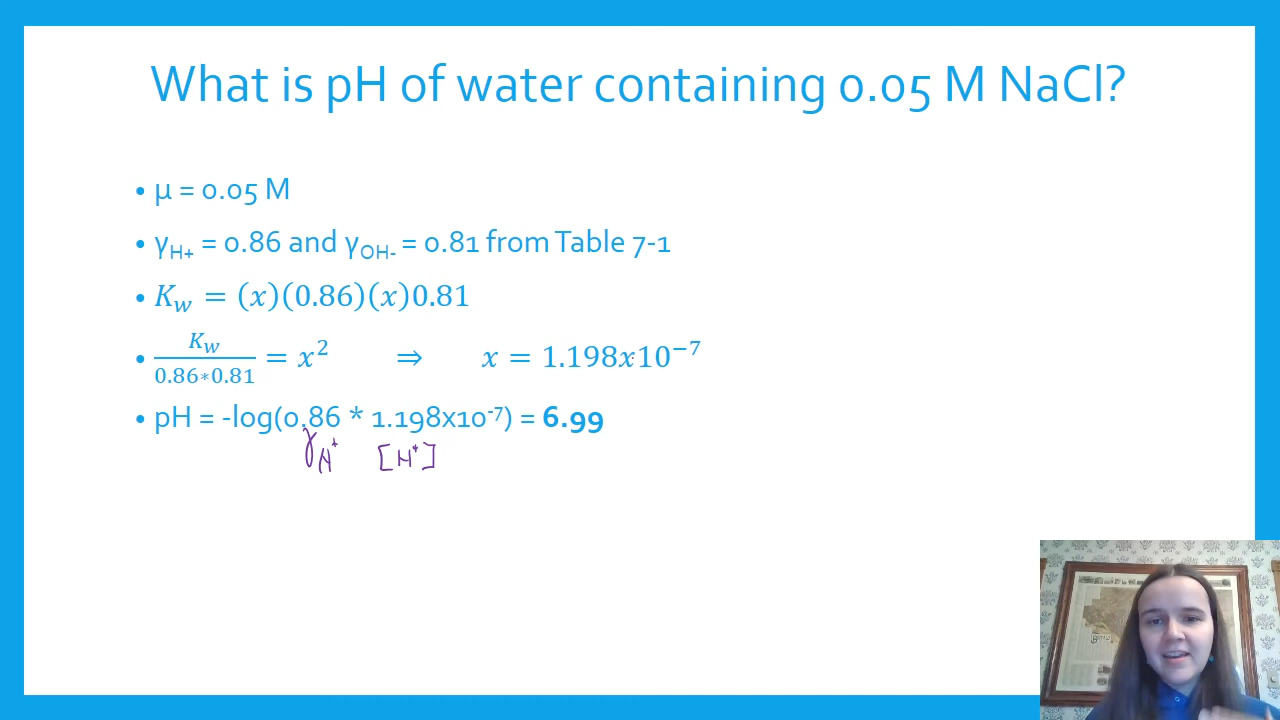 What is pH of water containing 0.05 M NaCl?
• μ = 0.05 M
• γH+ = 0.86 and γOH- = 0.81 from Table 7-1
• Kw = (x)(0.86)(x)0.81
• Kw/0.86∗0.81 = x² ⇒ x = 1.198x10⁻⁷
• pH = -log(0.86 * 1.198x10⁻⁷) = 6.99
γH⁺ [H⁺]